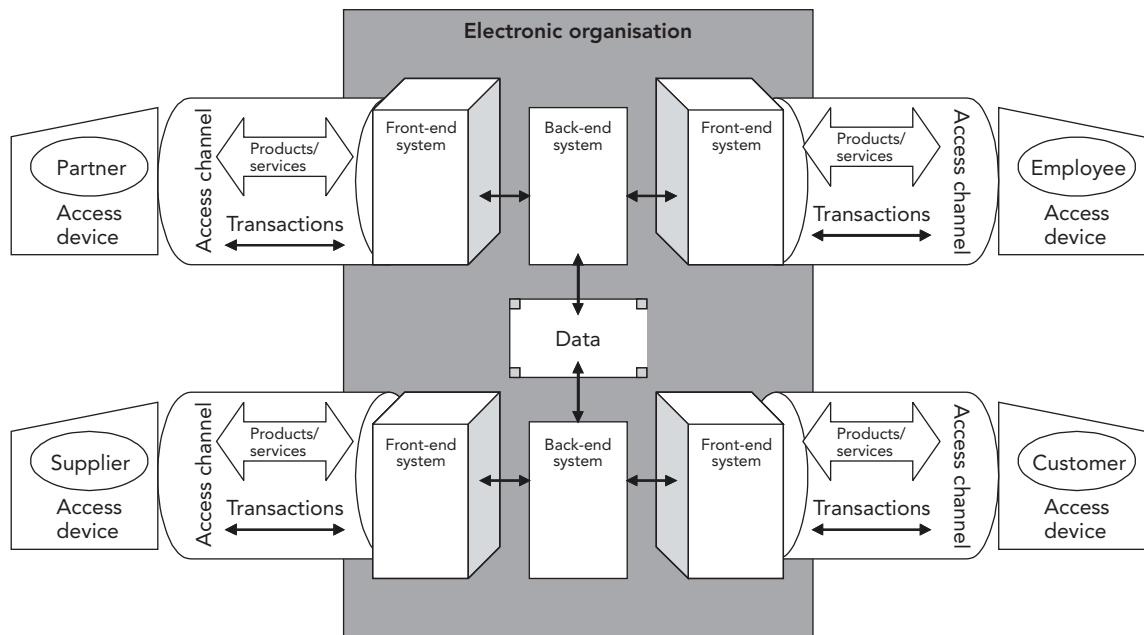 Electronic organisation
Partner
Access
device
Access channel
Products/
services
Transactions
Front-end
system
Back-end
system
Front-end
system
Products/
services
Transactions
Access channel
Employee
Access
device
Data
Supplier
Access
device
Access channel
Products/
services
Transactions
Front-end
system
Back-end
system
Front-end
system
Products/
services
Transactions
Access channel
Customer
Access
device